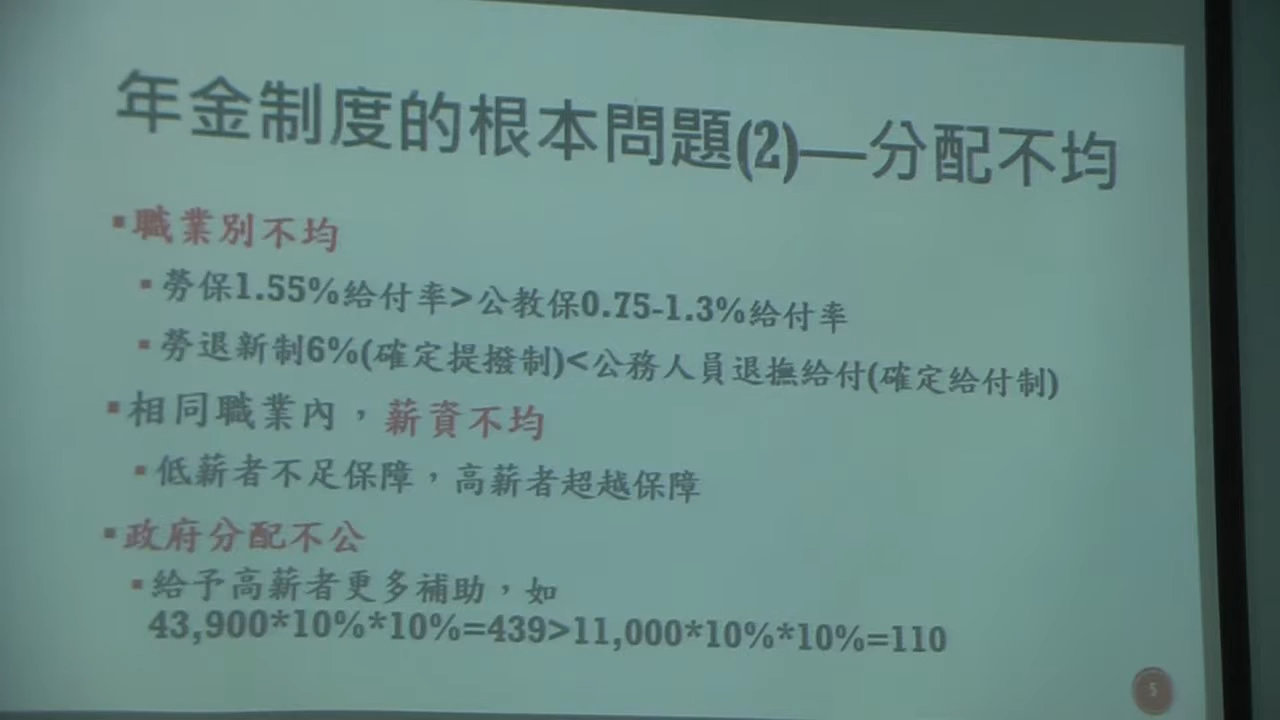 年金制度的根本問題(2)—分配不均
▪職業別不均
▪勞保1.55%給付率>公教保0.75-1.3%給付率
▪勞退新制6%(確定提撥制)<公務人員退撫給付(確定給付制)
▪相同職業內，薪資不均
▪低薪者不足保障，高薪者超越保障
▪政府分配不公
▪給予高薪者更多補助，如
43,900*10%*10%=439>11,000*10%*10%=110
5